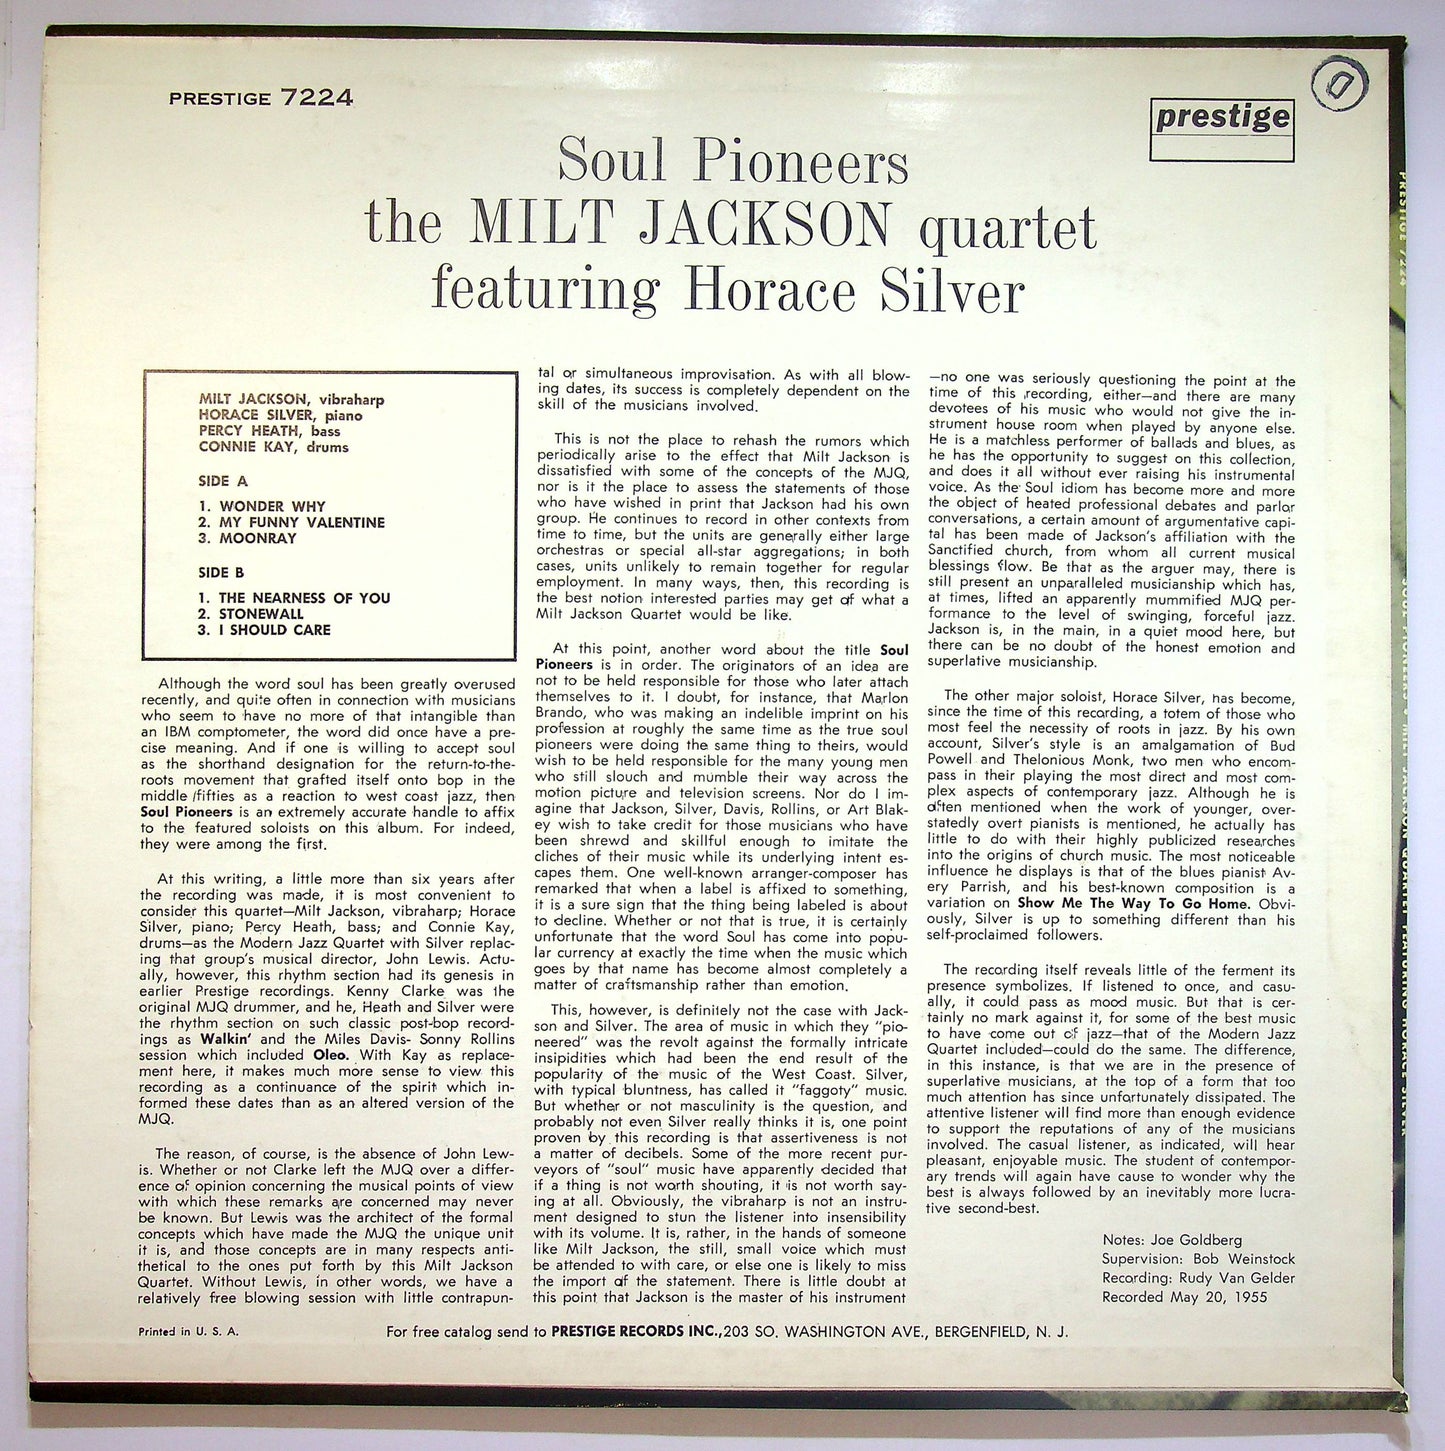 PRESTIGE 7224
prestige
Soul Pioneers
the MILT JACKSON quartet
featuring Horace Silver
MILT JACKSON, vibraharp
HORACE SILVER, piano
PERCY HEATH, bass
CONNIE KAY, drums
SIDE A
1. WONDER WHY
2. MY FUNNY VALENTINE
3. MOONRAY
SIDE B
1. THE NEARNESS OF YOU
2. STONEWALL
3. I SHOULD CARE
Although the word soul has been greatly overused
recently, and quite often in connection with musicians
who seem to have no more of that intangible than
an IBM comptometer, the word did once have a pre-
cise meaning. And if one is willing to accept soul
as the shorthand designation for the return-to-the-
roots movement that grafted itself onto bop in the
middle fifties as a reaction to west coast jazz, then
Soul Pioneers is an extremely accurate handle to affix
to the featured soloists on this album. For indeed,
they were among the first.
At this writing, a little more than six years after
the recording was made, it is most convenient to
consider this quartet—Milt Jackson, vibraharp; Horace
Silver, piano; Percy Heath, bass; and Connie Kay,
drums—as the Modern Jazz Quartet with Silver replac-
ing that group's musical director, John Lewis. Actu-
ally, however, this rhythm section had its genesis in
earlier Prestige recordings. Kenny Clarke was the
original MJQ drummer, and he, Heath and Silver were
the rhythm section on such classic post-bop record-
ings as Walkin' and the Miles Davis- Sonny Rollins
session which included Oleo. With Kay as replace-
ment here, it makes much more sense to view this
recording as a continuance of the spirit which in-
formed these dates than as an altered version of the
MJQ.
The reason, of course, is the absence of John Lew-
is. Whether or not Clarke left the MJQ over a differ-
ence of opinion concerning the musical points of view
with which these remarks are concerned may never
be known. But Lewis was the architect of the formal
concepts which have made the MJQ the unique unit
it is, and those concepts are in many respects anti-
thetical to the ones put forth by this Milt Jackson
Quartet. Without Lewis, in other words, we have a
relatively free blowing session with little contrapun-
tal or simultaneous improvisation. As with all blow-
ing dates, its success is completely dependent on the
skill of the musicians involved.
This is not the place to rehash the rumors which
periodically arise to the effect that Milt Jackson is
dissatisfied with some of the concepts of the MJQ,
nor is it the place to assess the statements of those
who have wished in print that Jackson had his own
group. He continues to record in other contexts from
time to time, but the units are generally either large
orchestras or special all-star aggregations; in both
cases, units unlikely to remain together for regular
employment. In many ways, then, this recording is
the best notion interested parties may get of what a
Milt Jackson Quartet would be like.
At this point, another word about the title Soul
Pioneers is in order. The originators of an idea are
not to be held responsible for those who later attach
themselves to it. I doubt, for instance, that Marlon
Brando, who was making an indelible imprint on his
profession at roughly the same time as the true soul
pioneers were doing the same thing to theirs, would
wish to be held responsible for the many young men
who still slouch and mumble their way across the
motion picture and television screens. Nor do I im-
agine that Jackson, Silver, Davis, Rollins, or Art Blak-
ey wish to take credit for those musicians who have
been shrewd and skillful enough to imitate the
cliches of their music while its underlying intent es-
capes them. One well-known arranger-composer has
remarked that when a label is affixed to something,
it is a sure sign that the thing being labeled is about
to decline. Whether or not that is true, it is certainly
unfortunate that the word Soul has come into popu-
lar currency at exactly the time when the music which
goes by that name has become almost completely a
matter of craftsmanship rather than emotion.
This, however, is definitely not the case with Jack-
son and Silver. The area of music in which they "pio-
neered" was the revolt against the formally intricate
insipidities which had been the end result of the
popularity of the music of the West Coast. Silver,
with typical bluntness, has called it "faggoty" music.
But whether or not masculinity is the question, and
probably not even Silver really thinks it is, one point
proven by this recording is that assertiveness is not
a matter of decibels. Some of the more recent pur-
veyors of "soul" music have apparently decided that
if a thing is not worth shouting, it is not worth say-
ing at all. Obviously, the vibraharp is not an instru-
ment designed to stun the listener into insensibility
with its volume. It is, rather, in the hands of someone
like Milt Jackson, the still, small voice which must
be attended to with care, or else one is likely to miss
the import of the statement. There is little doubt at
this point that Jackson is the master of his instrument
—no one was seriously questioning the point at the
time of this recording, either—and there are many
devotees of his music who would not give the in-
strument house room when played by anyone else.
He is a matchless performer of ballads and blues, as
he has the opportunity to suggest on this collection,
and does it all without ever raising his instrumental
voice. As the Soul idiom has become more and more
the object of heated professional debates and parlor
conversations, a certain amount of argumentative capi-
tal has been made of Jackson's affiliation with the
Sanctified church, from whom all current musical
blessings flow. Be that as the arguer may, there is
still present an unparalleled musicianship which has,
at times, lifted an apparently mummified MJQ per-
formance to the level of swinging, forceful jazz.
Jackson is, in the main, in a quiet mood here, but
there can be no doubt of the honest emotion and
superlative musicianship.
The other major soloist, Horace Silver, has become,
since the time of this recording, a totem of those who
most feel the necessity of roots in jazz. By his own
account, Silver's style is an amalgamation of Bud
Powell and Thelonious Monk, two men who encom-
pass in their playing the most direct and most com-
plex aspects of contemporary jazz. Although he is
often mentioned when the work of younger, over-
statedly overt pianists is mentioned, he actually has
little to do with their highly publicized researches
into the origins of church music. The most noticeable
influence he displays is that of the blues pianist Av-
ery Parrish, and his best-known composition is a
variation on Show Me The Way To Go Home. Obvi-
ously, Silver is up to something different than his
self-proclaimed followers.
The recording itself reveals little of the ferment its
presence symbolizes. If listened to once, and casu-
ally, it could pass as mood music. But that is cer-
tainly no mark against it, for some of the best music
to have come out of jazz—that of the Modern Jazz
Quartet included—could do the same. The difference,
in this instance, is that we are in the presence of
superlative musicians, at the top of a form that too
much attention has since unfortunately dissipated. The
attentive listener will find more than enough evidence
to support the reputations of any of the musicians
involved. The casual listener, as indicated, will hear
pleasant, enjoyable music. The student of contempor-
ary trends will again have cause to wonder why the
best is always followed by an inevitably more lucra-
tive second-best.
Notes: Joe Goldberg
Supervision: Bob Weinstock
Recording: Rudy Van Gelder
Recorded May 20, 1955
Printed in U. S. A.
For free catalog send to PRESTIGE RECORDS INC.,203 SO. WASHINGTON AVE., BERGENFIELD, N. J.
PRESTIGE 7224
SOUL PIONEERS • MILT JACKSON QUARTET FEATURING HORACE SILVER